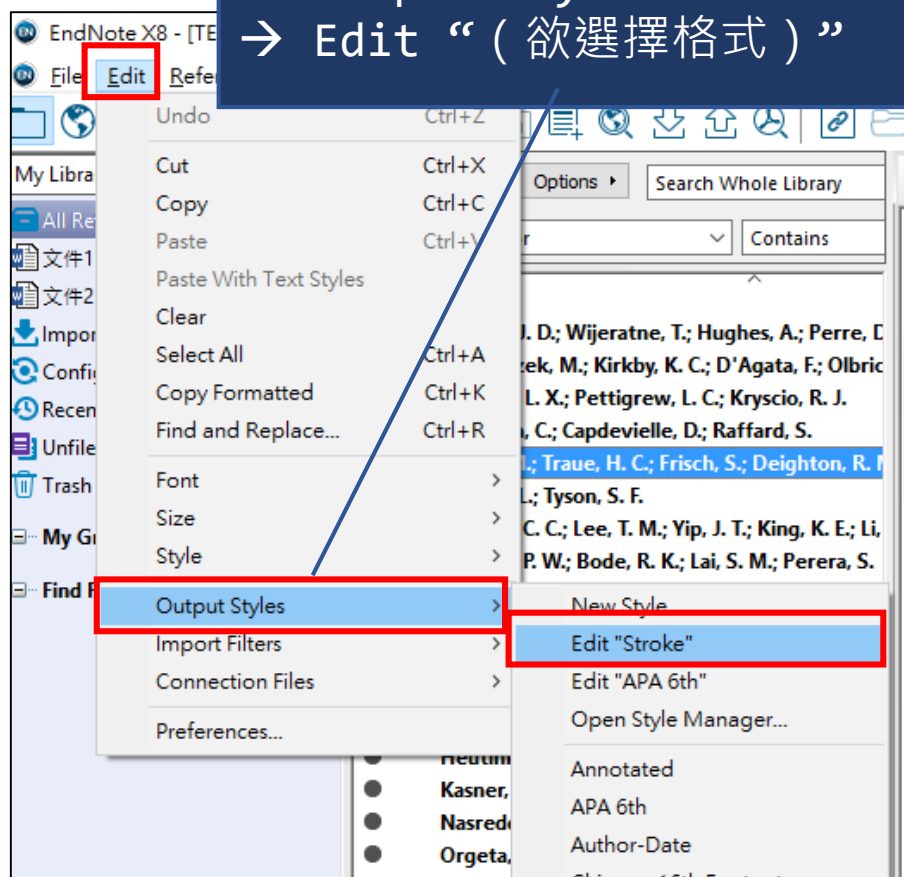 EndNote X8 - [TE
→ Edit “(欲選擇格式)”
File Edit Refe
Undo Ctrl+Z
Cut Ctrl+X
Copy Ctrl+C
Paste Ctrl+V
Paste With Text Styles
Clear
Select All Ctrl+A
Copy Formatted Ctrl+K
Find and Replace... Ctrl+R
Font
Size
Style
Output Styles
Import Filters
Connection Files
Preferences...
My Libra
All Re
文件1
文件2
Impor
Config
Recen
Unfile
Trash
My Gr
Find F
Options
Search Whole Library
Contains
. D.; Wijeratne, T.; Hughes, A.; Perre, D
zek, M.; Kirkby, K. C.; D'Agata, F.; Olbric
L. X.; Pettigrew, L. C.; Kryscio, R. J.
, C.; Capdevielle, D.; Raffard, S.
.; Traue, H. C.; Frisch, S.; Deighton, R. M
L.; Tyson, S. F.
C. C.; Lee, T. M.; Yip, J. T.; King, K. E.; Li,
P. W.; Bode, R. K.; Lai, S. M.; Perera, S.
New Style
Edit "Stroke"
Edit "APA 6th"
Open Style Manager...
Annotated
APA 6th
Author-Date
Kasner,
Nasred
Orgeta,